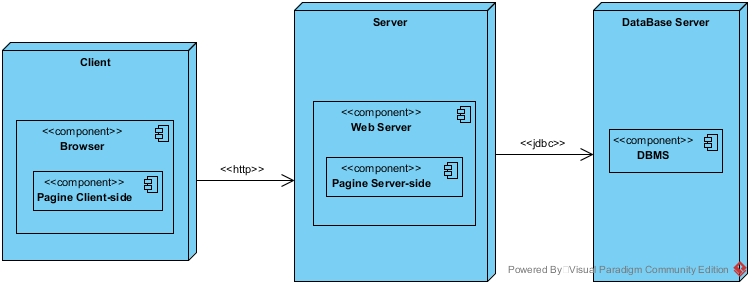 Client
<<component>>
Browser
<<component>>
Pagine Client-side
<<http>>
Server
<<component>>
Web Server
<<component>>
Pagine Server-side
<<jdbc>>
DataBase Server
<<component>>
DBMS
Powered By Visual Paradigm Community Edition